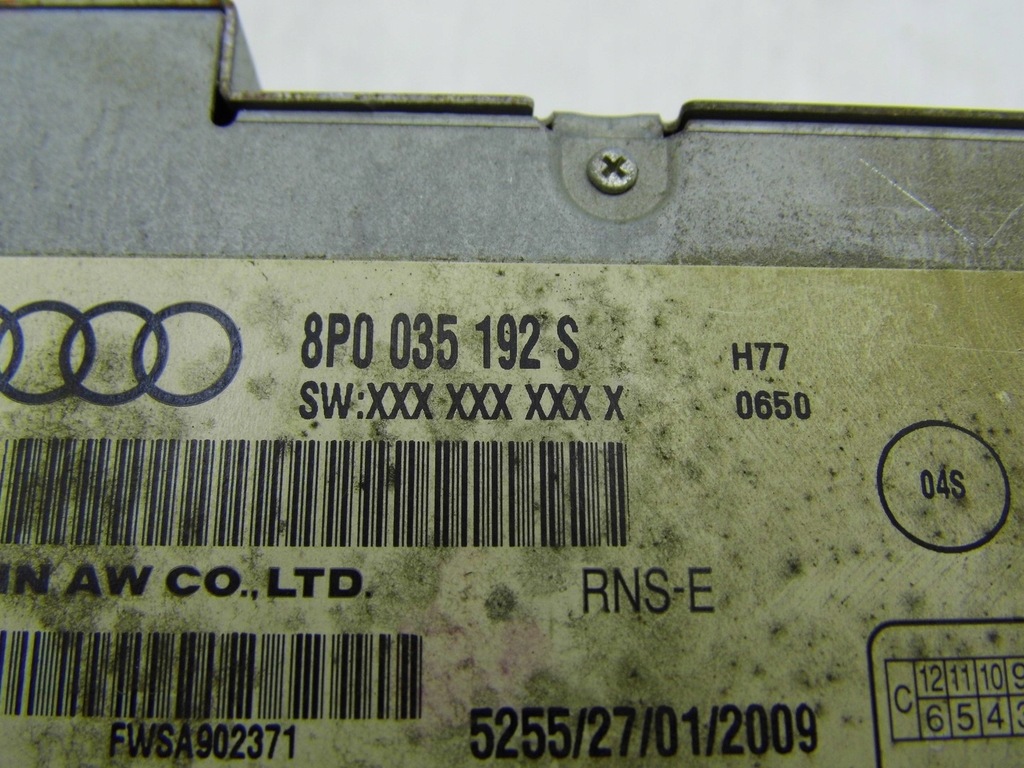 8P0 035 192 S
SW:XXX XXX XXX X
H77
0650
04S
IN AW CO.,LTD.
RNS-E
FWSA902371
5255/27/01/2009
C
12 11 10 9
6 5 4 3